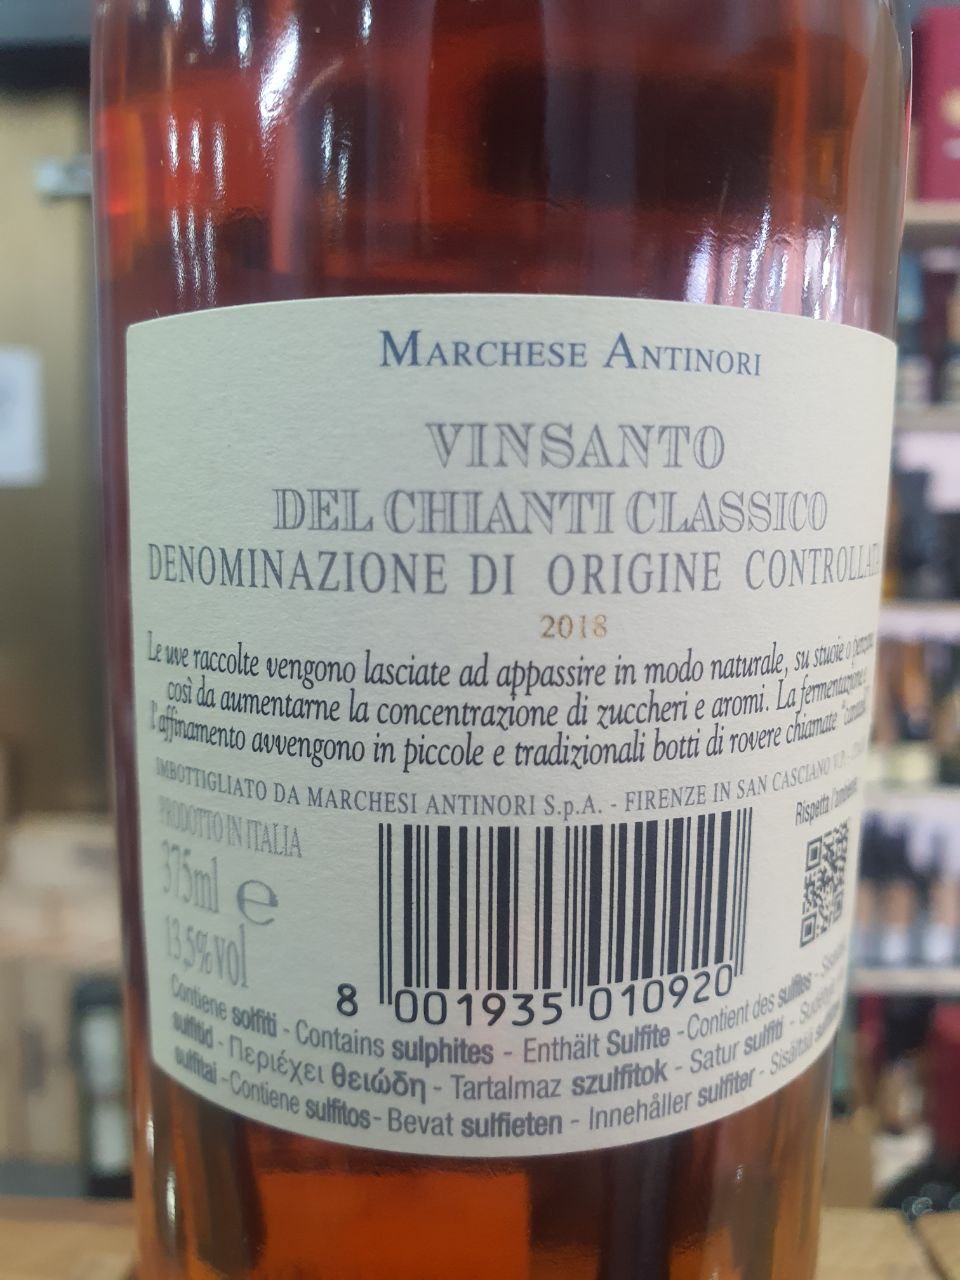 MARCHESE ANTINORI
VINSANTO
DEL CHIANTI CLASSICO
DENOMINAZIONE DI ORIGINE CONTROLLATA
2018
Le uve raccolte vengono lasciate ad appassire in modo naturale, su stuoie o
così da aumentarne la concentrazione di zuccheri e aromi. La fermentazione e
l'affinamento avvengono in piccole e tradizionali botti di rovere chiamate
IMBOTTIGLIATO DA MARCHESI ANTINORI S.p.A. - FIRENZE IN SAN CASCIANO V.P. -
PRODOTTO IN ITALIA
375ml e
13,5%vol
Rispetta l'ambiente
8 001935 010920
Contiene solfiti - Contains sulphites - Enthält Sulfite - Contient des sulfites -
sulfitid - Περιέχει θειώδη - Tartalmaz szulfitok - Satur sulfīti -
sulfitai - Contiene sulfitos - Bevat sulfieten - Innehåller sulfiter - Sisältää